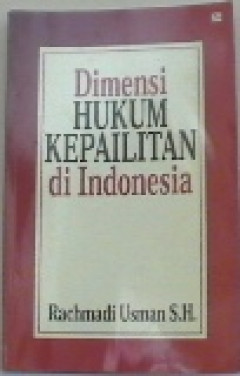 Dimensi
HUKUM
KEPAILITAN
di Indonesia
Rachmadi Usman S.H.